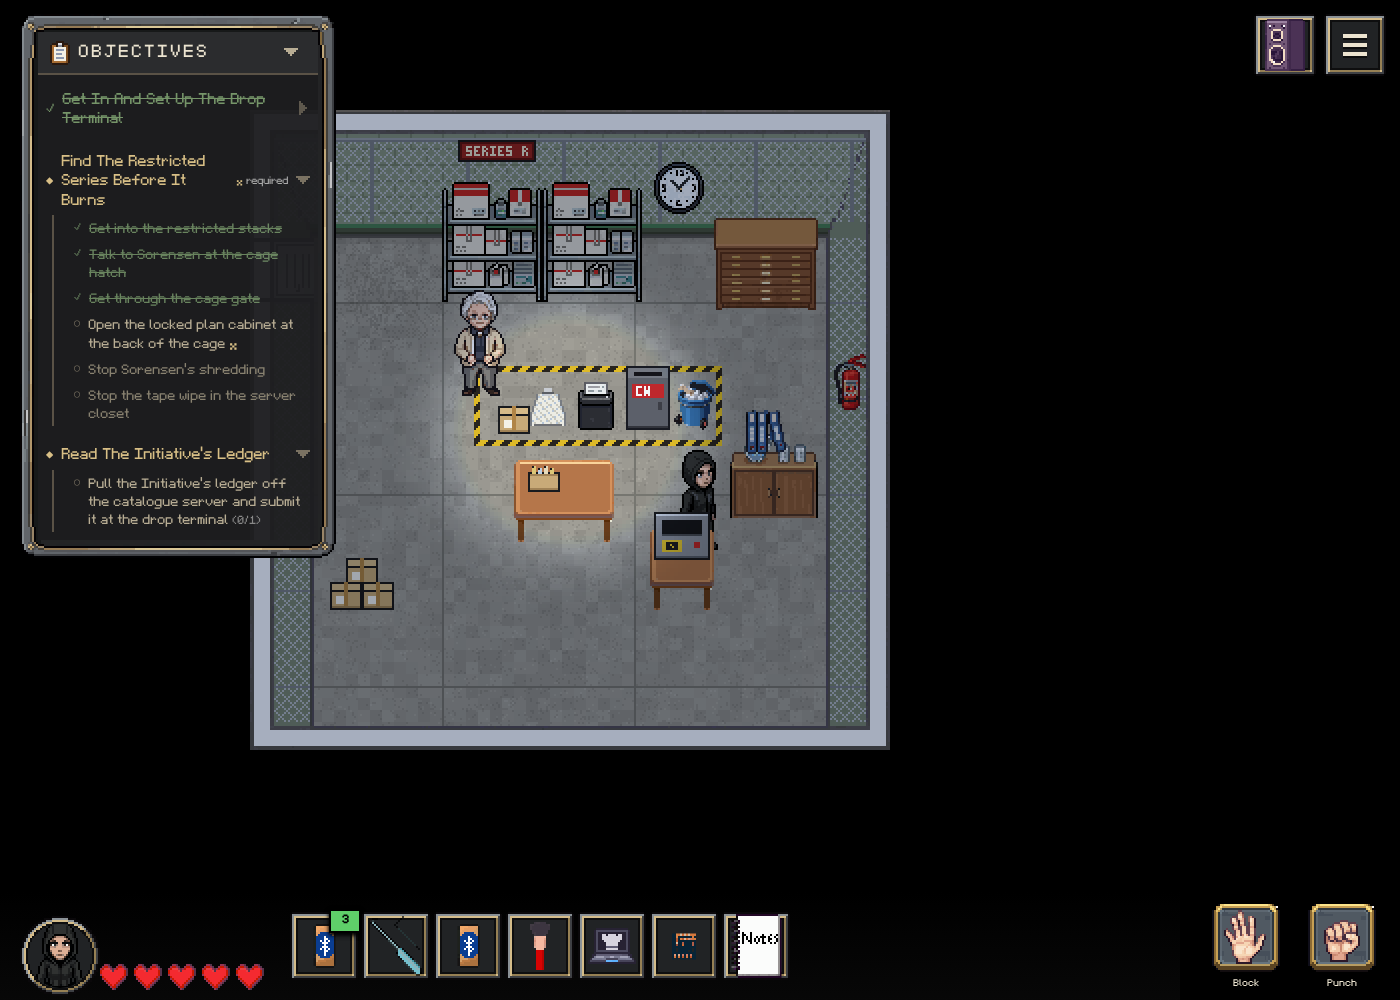 OBJECTIVES
Get In And Set Up The Drop
Terminal
Find The Restricted
Series Before It
Burns
x required
Get into the restricted stacks
Talk to Sorensen at the cage
hatch
Get through the cage gate
Open the locked plan cabinet at
the back of the cage x
Stop Sorensen's shredding
Stop the tape wipe in the server
closet
Read The Initiative's Ledger
Pull the Initiative's ledger off
the catalogue server and submit
it at the drop terminal (0/1)
SERIES R
12
3
6
9
CW
3
Notes
Block
Punch